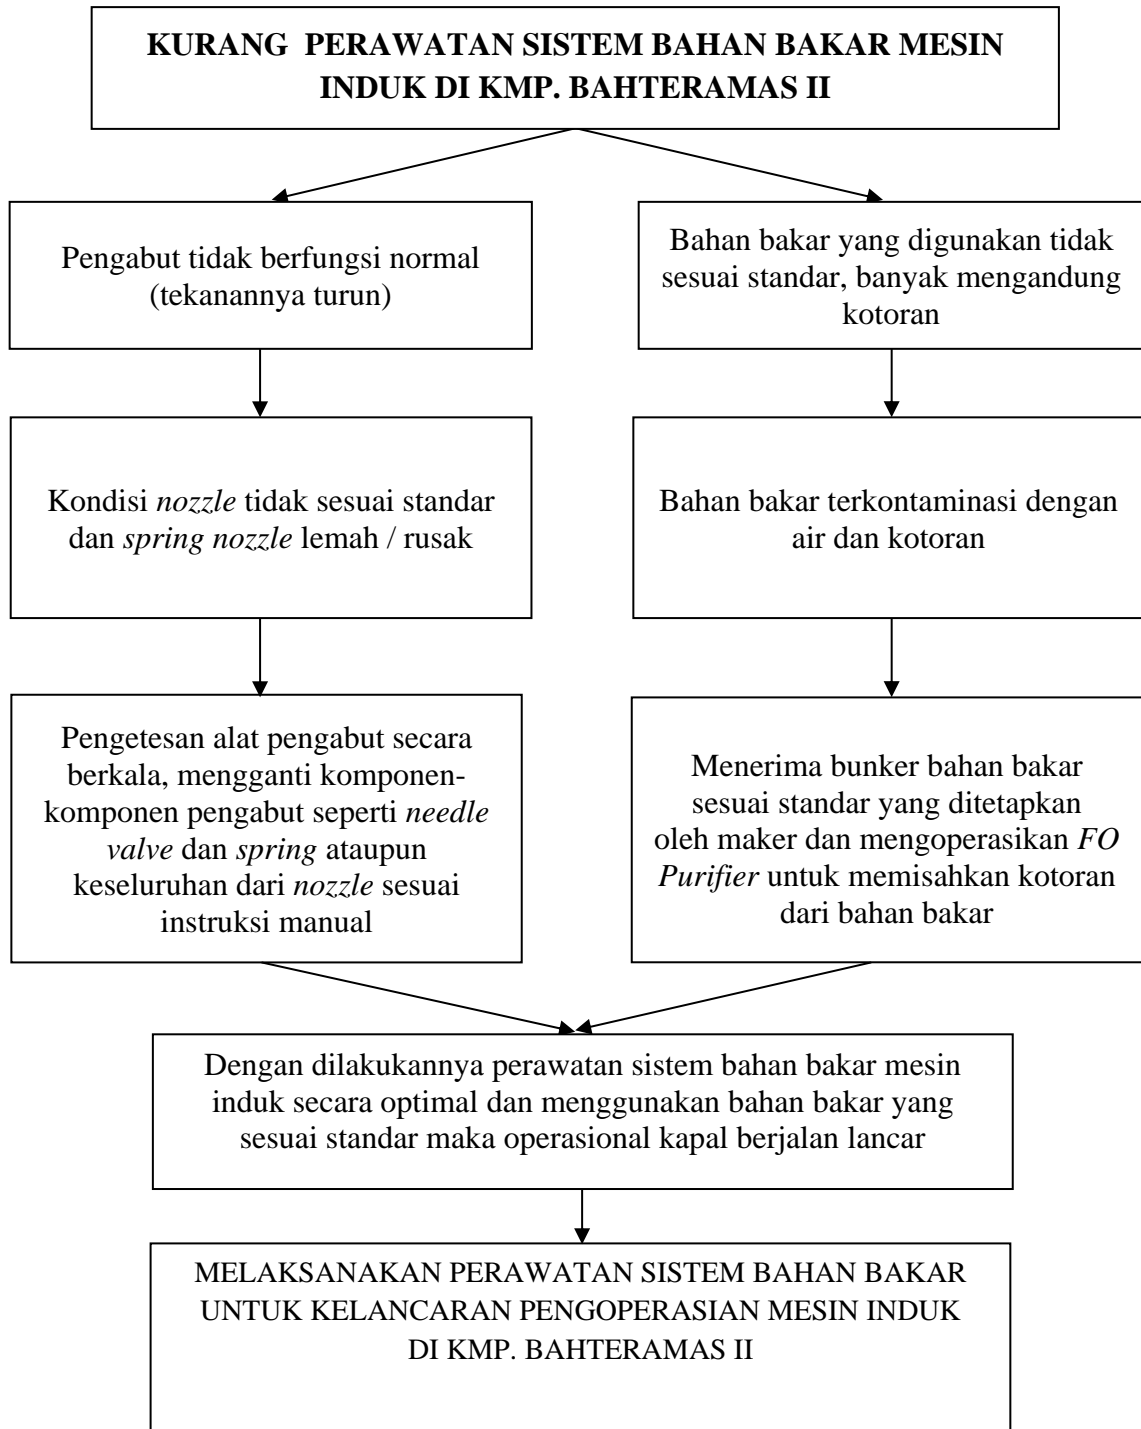 KURANG PERAWATAN SISTEM BAHAN BAKAR MESIN
INDUK DI KMP. BAHTERAMAS II
Pengabut tidak berfungsi normal
(tekanannya turun)
Bahan bakar yang digunakan tidak
sesuai standar, banyak mengandung
kotoran
Kondisi nozzle tidak sesuai standar
dan spring nozzle lemah / rusak
Bahan bakar terkontaminasi dengan
air dan kotoran
Pengetesan alat pengabut secara
berkala, mengganti komponen-
komponen pengabut seperti needle
valve dan spring ataupun
keseluruhan dari nozzle sesuai
instruksi manual
Menerima bunker bahan bakar
sesuai standar yang ditetapkan
oleh maker dan mengoperasikan FO
Purifier untuk memisahkan kotoran
dari bahan bakar
Dengan dilakukannya perawatan sistem bahan bakar mesin
induk secara optimal dan menggunakan bahan bakar yang
sesuai standar maka operasional kapal berjalan lancar
MELAKSANAKAN PERAWATAN SISTEM BAHAN BAKAR
UNTUK KELANCARAN PENGOPERASIAN MESIN INDUK
DI KMP. BAHTERAMAS II